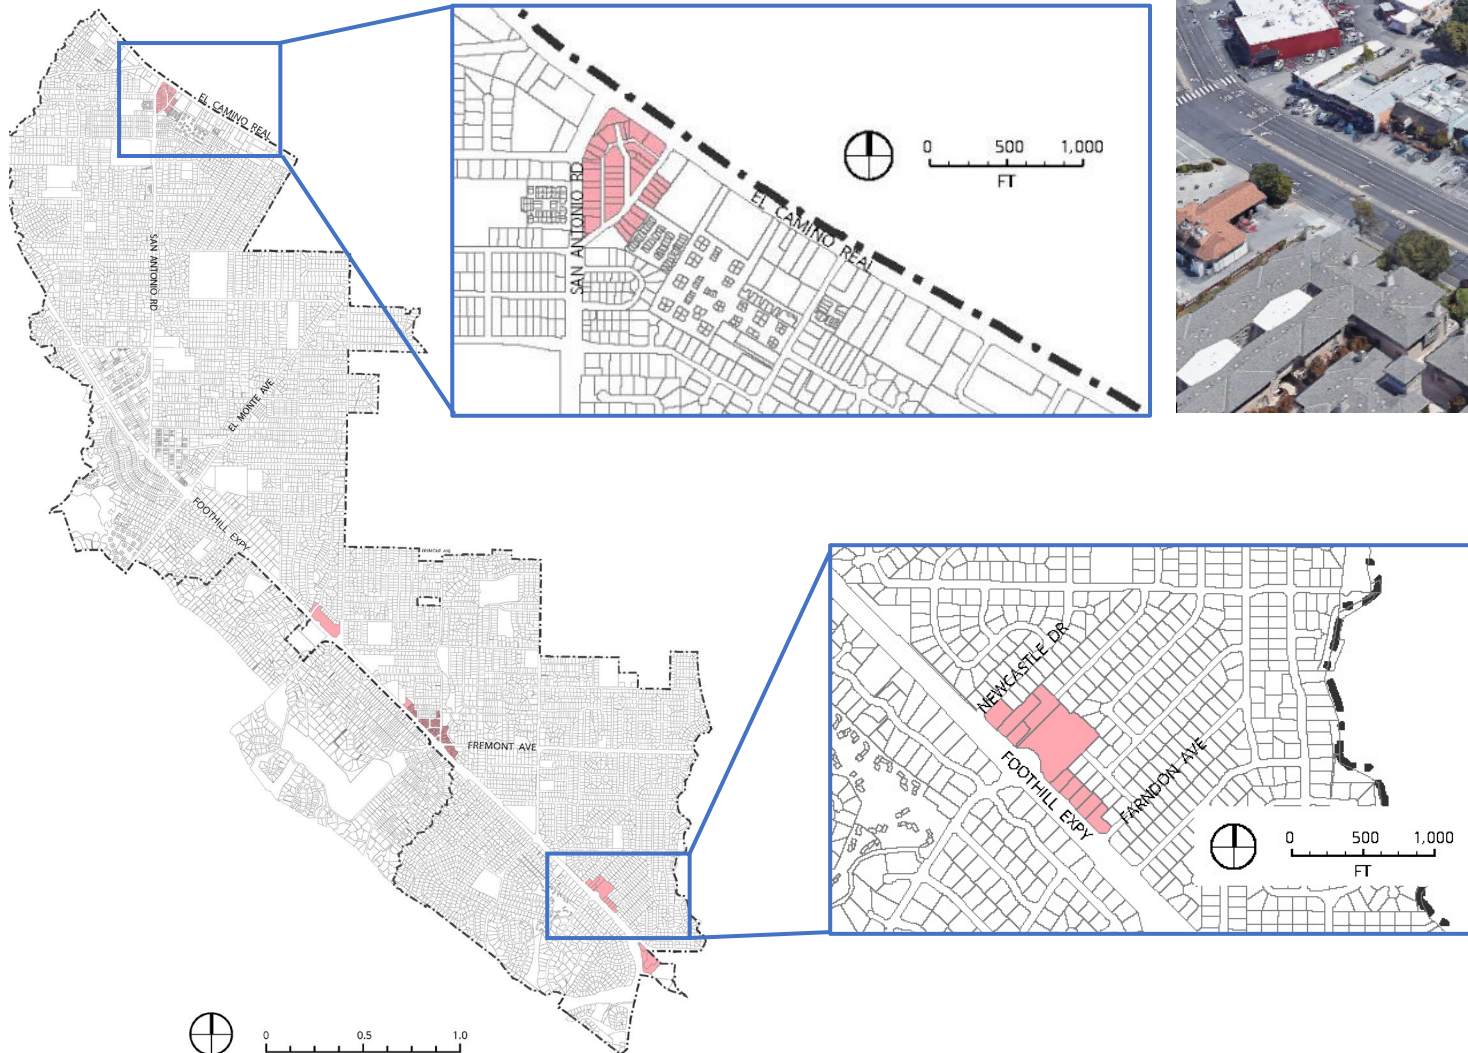 EL CAMINO REAL
SAN ANTONIO RD
EL MONTE AVE
FOOTHILL EXPY
FREMONT AVE
FREMONT AVE
0 0.5 1.0
SAN ANTONIO RD
EL CAMINO REAL
0 500 1,000
FT
NEWCASTLE DR
FOOTHILL EXPY
FARNDON AVE
0 500 1,000
FT